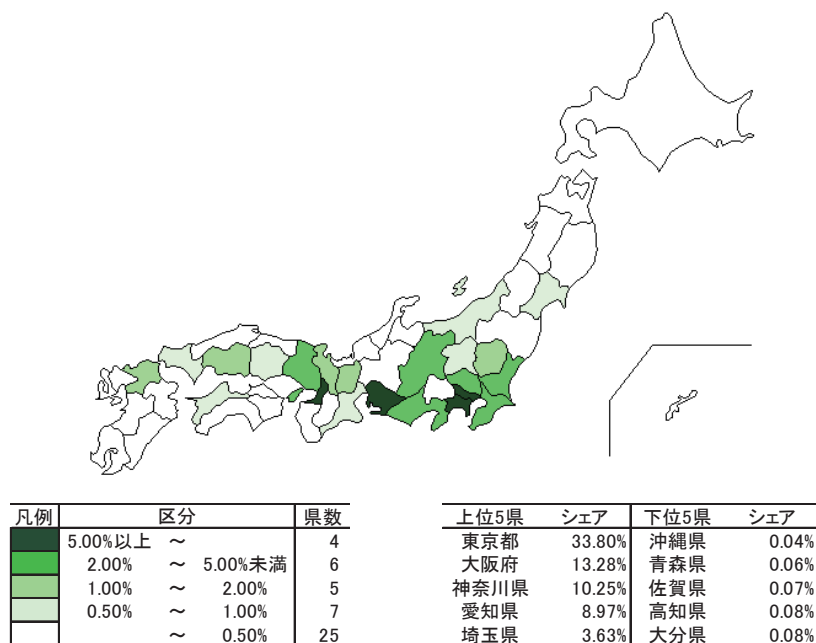 凡例 区分 県数
5.00%以上 ～ 4
2.00% ～ 5.00%未満 6
1.00% ～ 2.00% 5
0.50% ～ 1.00% 7
～ 0.50% 25
上位5県 シェア 下位5県 シェア
東京都 33.80% 沖縄県 0.04%
大阪府 13.28% 青森県 0.06%
神奈川県 10.25% 佐賀県 0.07%
愛知県 8.97% 高知県 0.08%
埼玉県 3.63% 大分県 0.08%